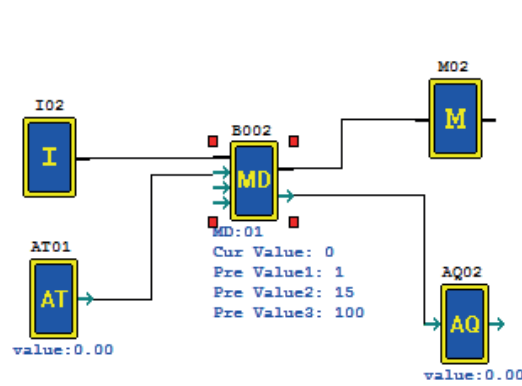 M02
M
I02
I
B002
MD
MD:01
Cur Value: 0
Pre Value1: 1
Pre Value2: 15
Pre Value3: 100
AT01
AT
value:0.00
AQ02
AQ
value:0.00